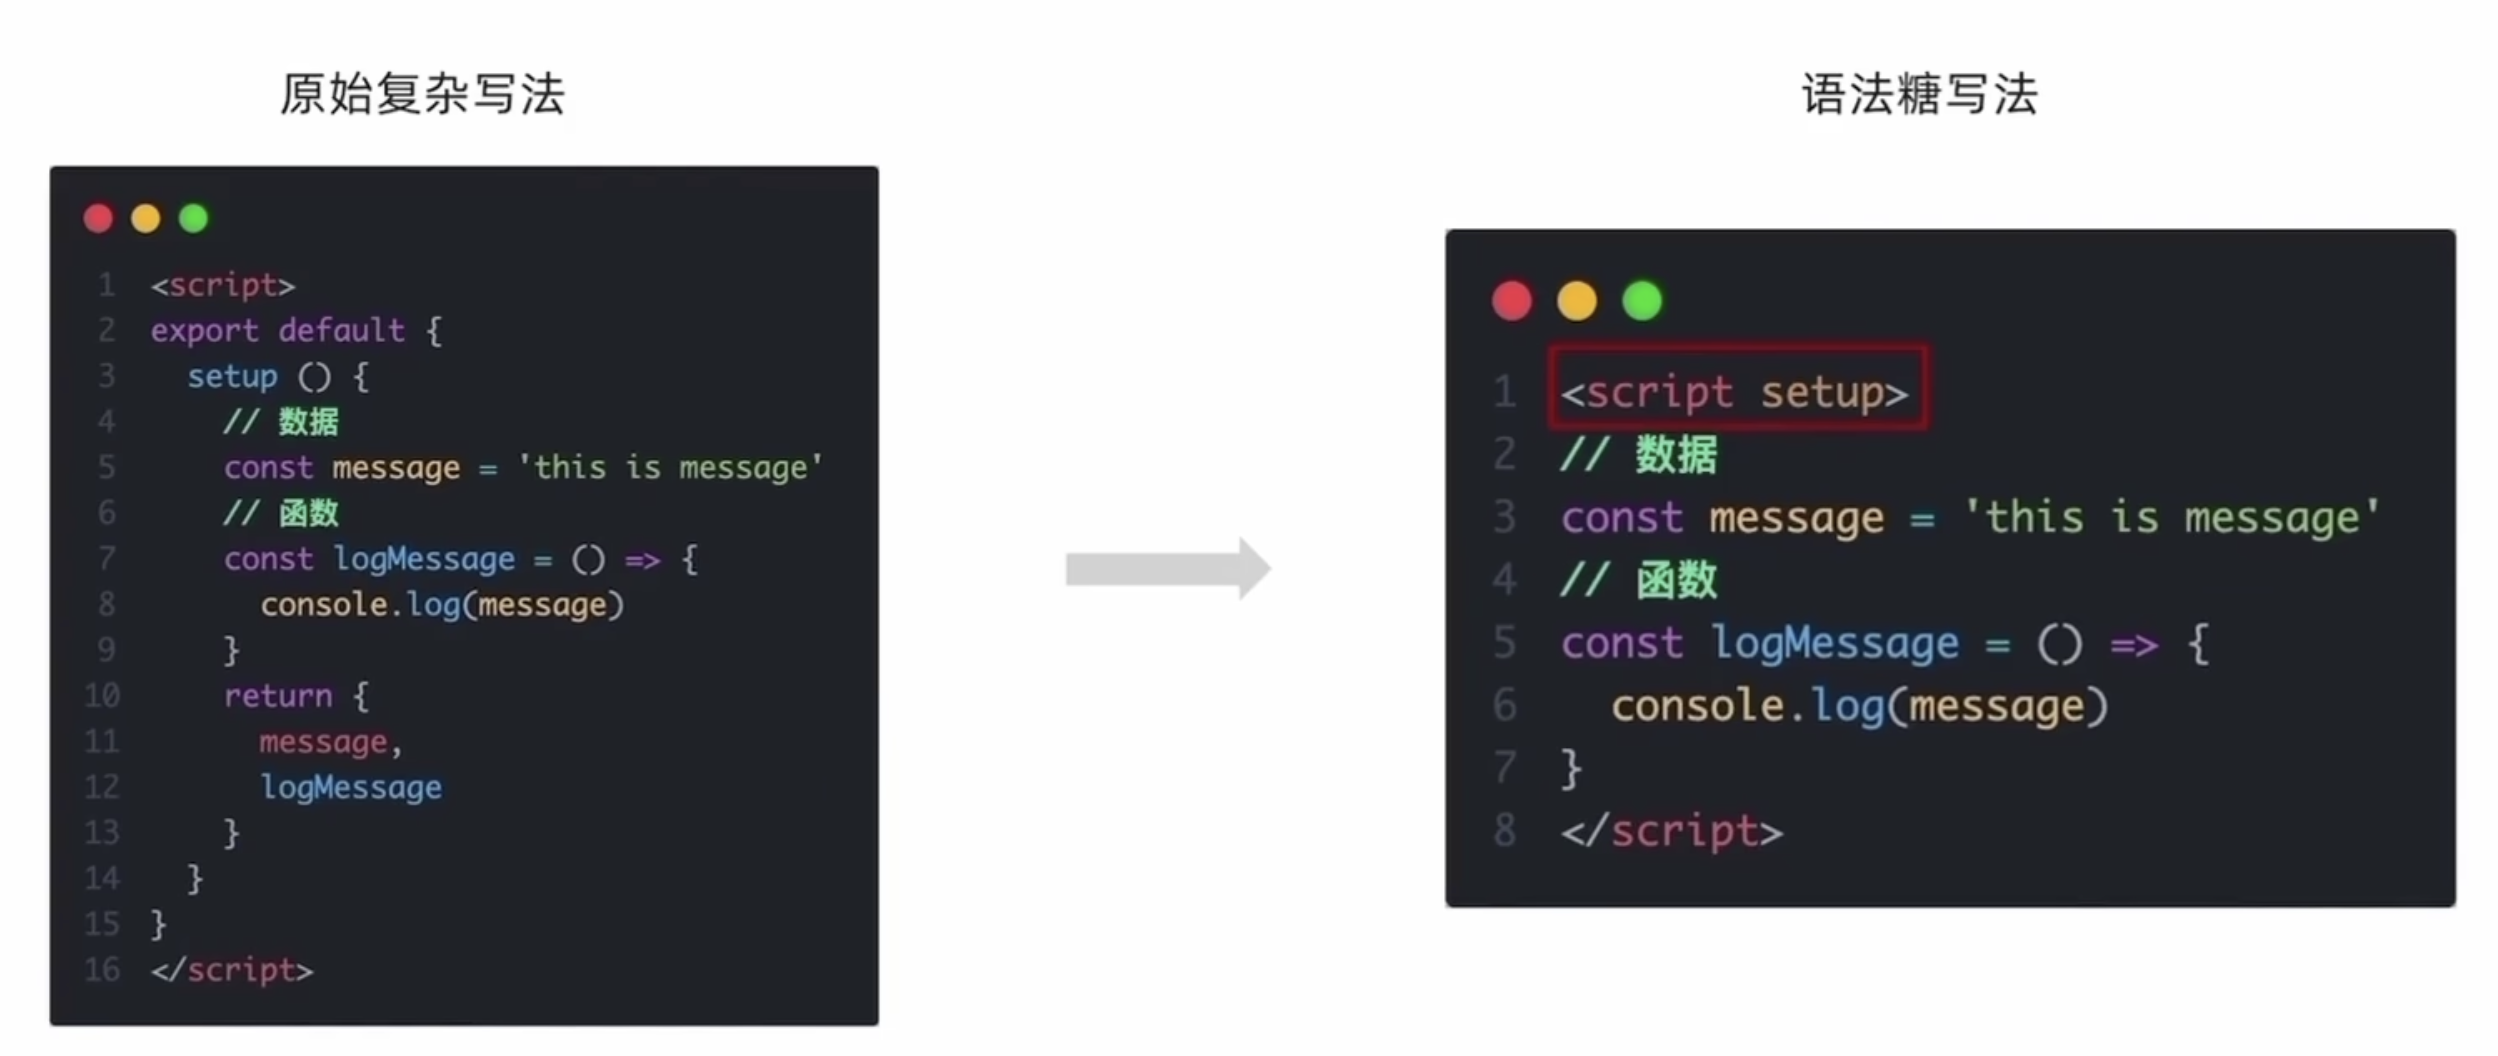 原始复杂写法
1 <script>
2 export default {
3   setup () {
4     // 数据
5     const message = 'this is message'
6     // 函数
7     const logMessage = () => {
8       console.log(message)
9     }
10     return {
11       message,
12       logMessage
13     }
14   }
15 }
16 </script>
语法糖写法
1 <script setup>
2 // 数据
3 const message = 'this is message'
4 // 函数
5 const logMessage = () => {
6   console.log(message)
7 }
8 </script>